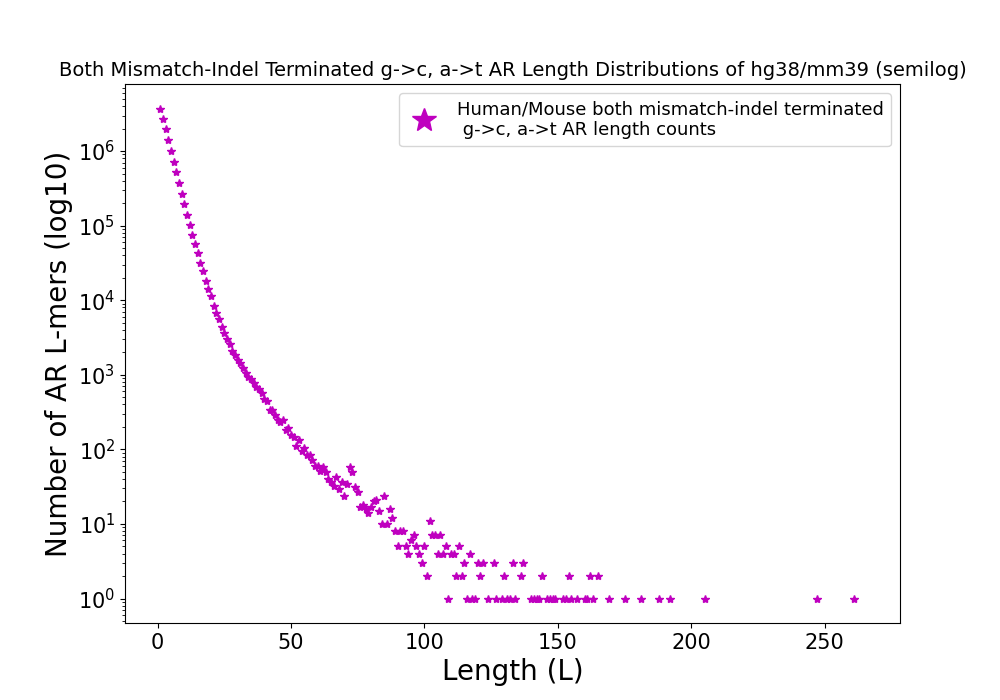 Both Mismatch-Indel Terminated g->c, a->t AR Length Distributions of hg38/mm39 (semilog)
Human/Mouse both mismatch-indel terminated
g->c, a->t AR length counts
Number of AR L-mers (log10)
10^6
10^5
10^4
10^3
10^2
10^1
10^0
0 50 100 150 200 250
Length (L)